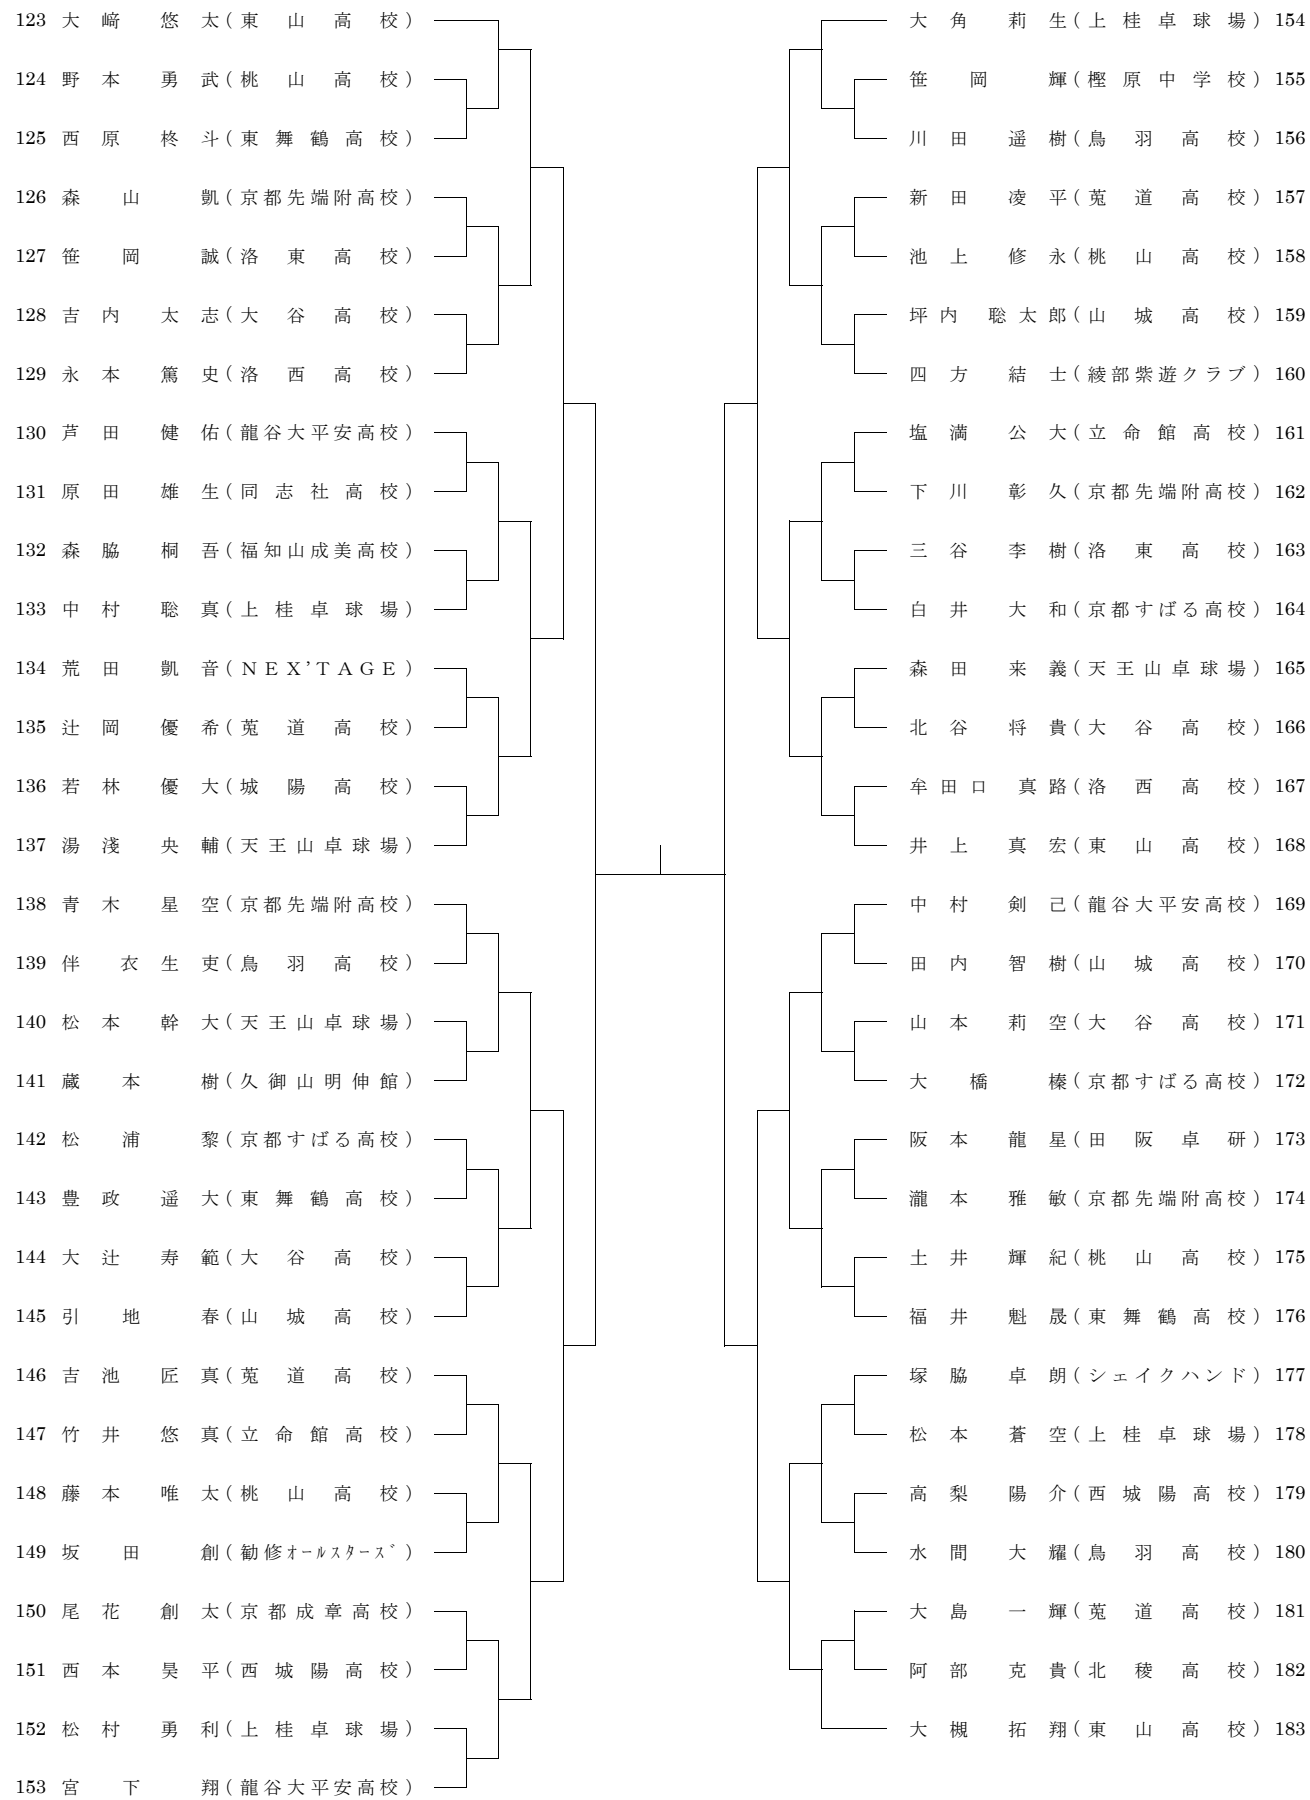 123 大﨑 悠太(東山高校)
124 野本 勇武(桃山高校)
125 西原 柊斗(東舞鶴高校)
126 森山 凱(京都先端附高校)
127 笹岡 誠(洛東高校)
128 吉内 太志(大谷高校)
129 永本 篤史(洛西高校)
130 芦田 健佑(龍谷大平安高校)
131 原田 雄生(同志社高校)
132 森脇 桐吾(福知山成美高校)
133 中村 聡真(上桂卓球場)
134 荒田 凱音(NEX'TAGE)
135 辻岡 優希(莵道高校)
136 若林 優大(城陽高校)
137 湯淺 央輔(天王山卓球場)
138 青木 星空(京都先端附高校)
139 伴 衣生吏(鳥羽高校)
140 松本 幹大(天王山卓球場)
141 蔵本 樹(久御山明伸館)
142 松浦 黎(京都すばる高校)
143 豊政 遥大(東舞鶴高校)
144 大辻 寿範(大谷高校)
145 引地 春(山城高校)
146 吉池 匠真(莵道高校)
147 竹井 悠真(立命館高校)
148 藤本 唯太(桃山高校)
149 坂田 創(勧修ｵｰﾙｽﾀｰｽﾞ)
150 尾花 創太(京都成章高校)
151 西本 昊平(西城陽高校)
152 松村 勇利(上桂卓球場)
153 宮下 翔(龍谷大平安高校)
大角 莉生(上桂卓球場) 154
笹岡 輝(樫原中学校) 155
川田 遥樹(鳥羽高校) 156
新田 凌平(莵道高校) 157
池上 修永(桃山高校) 158
坪内 聡太郎(山城高校) 159
四方 結士(綾部紫遊クラブ) 160
塩満 公大(立命館高校) 161
下川 彰久(京都先端附高校) 162
三谷 李樹(洛東高校) 163
白井 大和(京都すばる高校) 164
森田 来義(天王山卓球場) 165
北谷 将貴(大谷高校) 166
牟田口 真路(洛西高校) 167
井上 真宏(東山高校) 168
中村 剣己(龍谷大平安高校) 169
田内 智樹(山城高校) 170
山本 莉空(大谷高校) 171
大橋 榛(京都すばる高校) 172
阪本 龍星(田阪卓研) 173
瀧本 雅敏(京都先端附高校) 174
土井 輝紀(桃山高校) 175
福井 魁晟(東舞鶴高校) 176
塚脇 卓朗(シェイクハンド) 177
松本 蒼空(上桂卓球場) 178
高梨 陽介(西城陽高校) 179
水間 大耀(鳥羽高校) 180
大島 一輝(莵道高校) 181
阿部 克貴(北稜高校) 182
大槻 拓翔(東山高校) 183